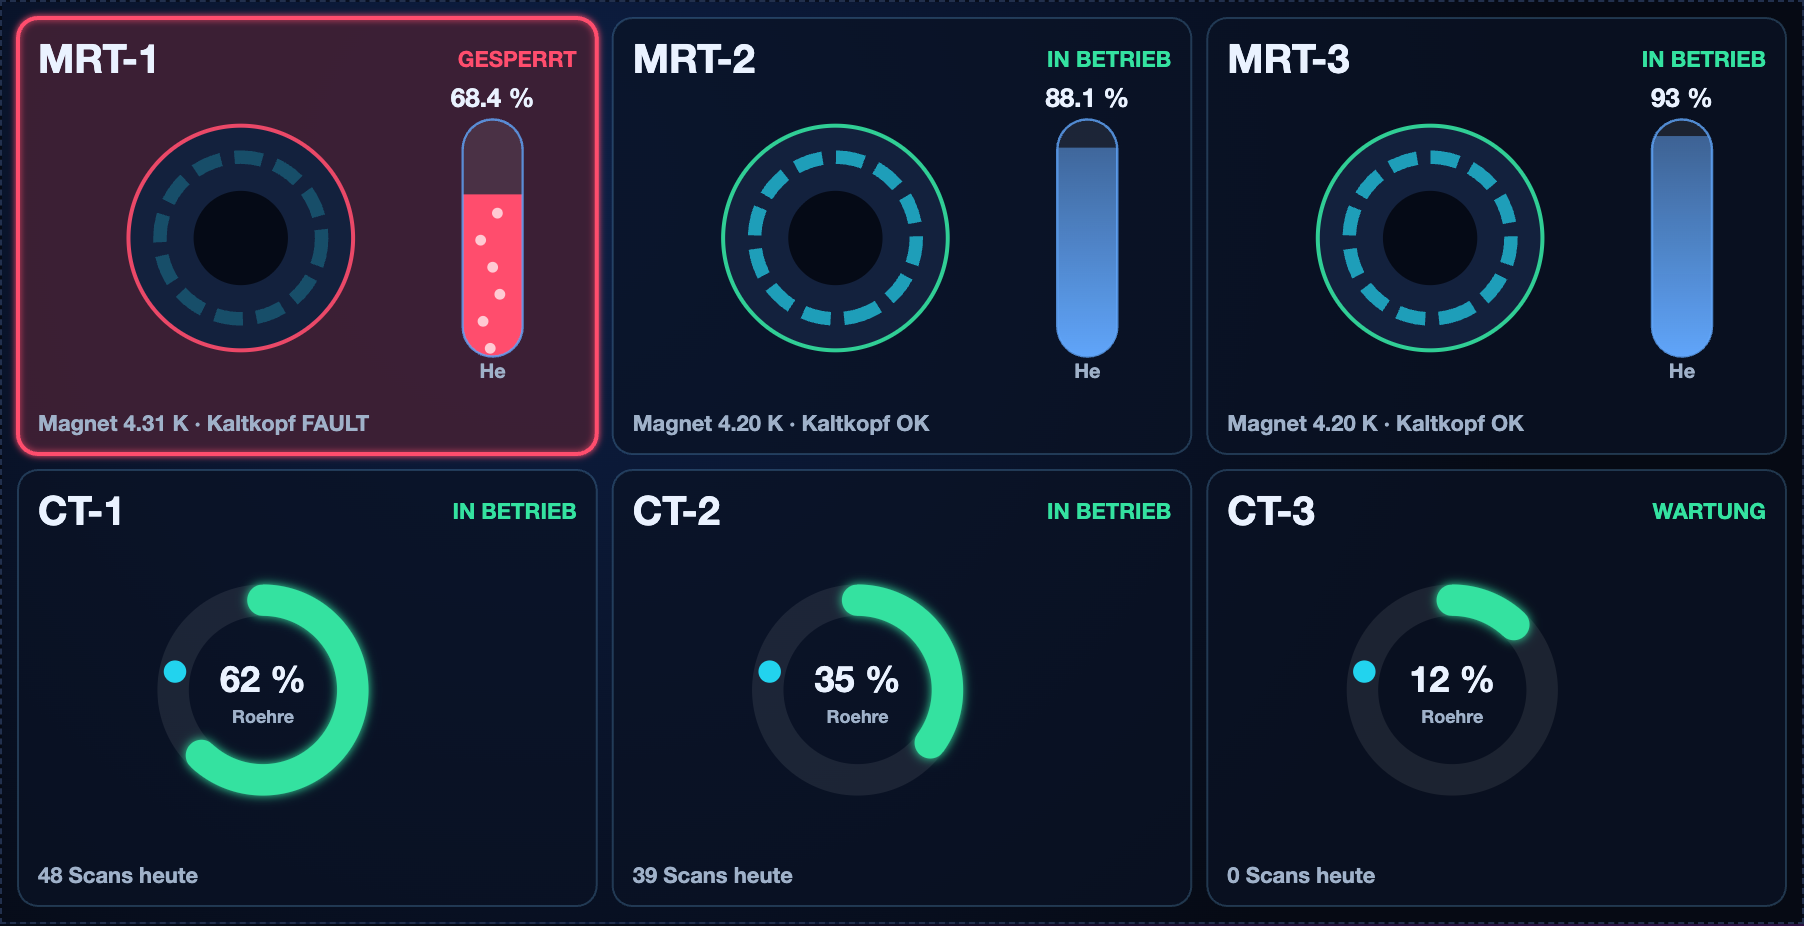 MRT-1
GESPERRT
68.4 %
He
Magnet 4.31 K · Kaltkopf FAULT
MRT-2
IN BETRIEB
88.1 %
He
Magnet 4.20 K · Kaltkopf OK
MRT-3
IN BETRIEB
93 %
He
Magnet 4.20 K · Kaltkopf OK
CT-1
IN BETRIEB
62 %
Roehre
48 Scans heute
CT-2
IN BETRIEB
35 %
Roehre
39 Scans heute
CT-3
WARTUNG
12 %
Roehre
0 Scans heute